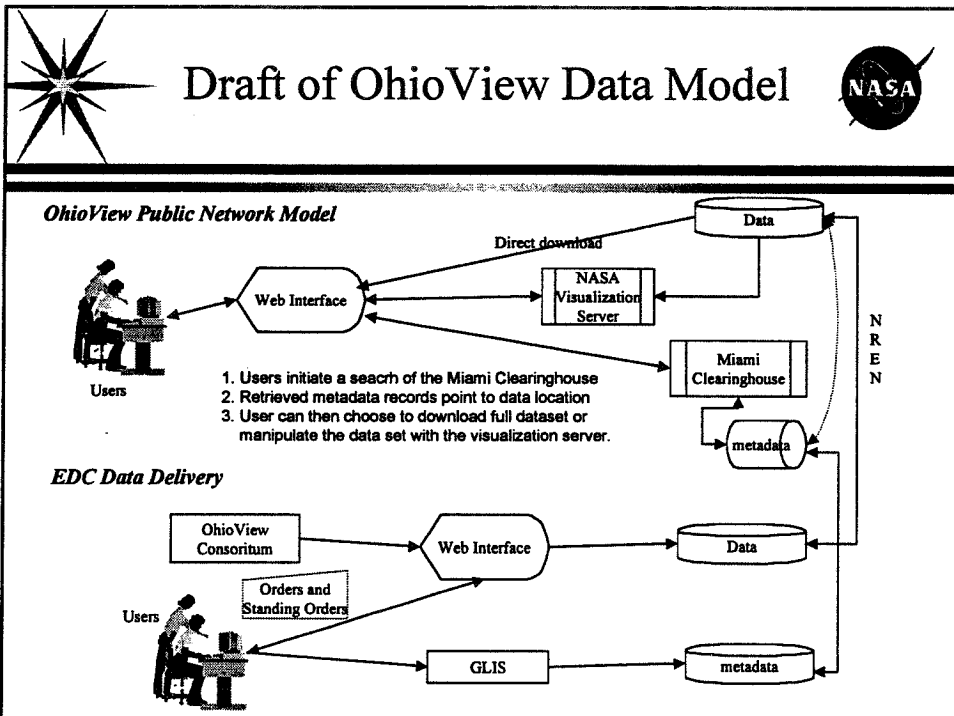 Draft of OhioView Data Model
NASA
OhioView Public Network Model
Data
Direct download
NASA
Visualization
Server
Web Interface
Users
N
R
E
N
Miami
Clearinghouse
1. Users initiate a seacrh of the Miami Clearinghouse
2. Retrieved metadata records point to data location
3. User can then choose to download full dataset or
manipulate the data set with the visualization server.
metadata
EDC Data Delivery
OhioView
Consoritum
Web Interface
Data
Orders and
Standing Orders
Users
GLIS
metadata